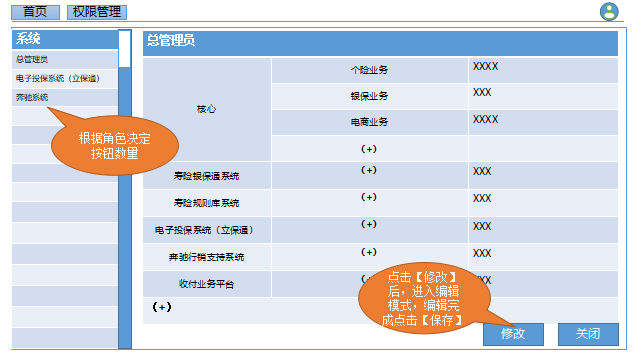 首页 权限管理
系统
总管理员
电子投保系统（立保通）
奔驰系统
根据角色决定
按钮数量
总管理员
核心
个险业务 XXXX
银保业务 XXX
电商业务 XXXX
（+）
寿险银保通系统 （+） XXX
寿险规则库系统 （+） XXX
电子投保系统（立保通） （+） XXX
奔驰行销支持系统 （+） XXX
收付业务平台 XX
（+）
点击【修改】
后，进入编辑
模式，编辑完
成点击【保存】
修改 关闭